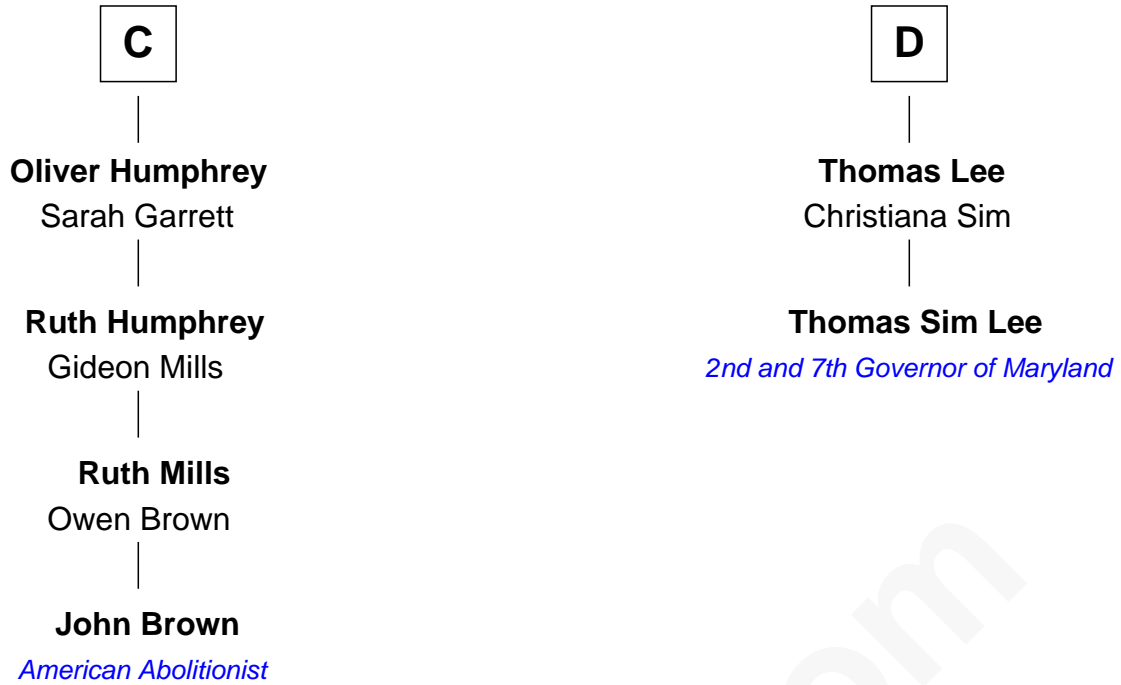 C
Oliver Humphrey
Sarah Garrett
Ruth Humphrey
Gideon Mills
Ruth Mills
Owen Brown
John Brown
American Abolitionist
D
Thomas Lee
Christiana Sim
Thomas Sim Lee
2nd and 7th Governor of Maryland